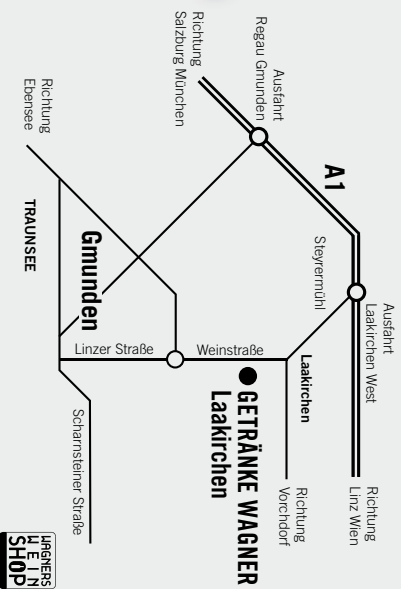 Richtung
Salzburg München
Ausfahrt
Regau Gmunden
A1
Steyrermühl
Ausfahrt
Laakirchen West
Richtung
Linz Wien
Richtung
Ebensee
TRAUNSEE
Gmunden
Linzer Straße
Weinstraße
Laakirchen
GETRÄNKE WAGNER
Laakirchen
Richtung
Vorchdorf
Scharnsteiner Straße
WAGNERS
WEIN
SHOP